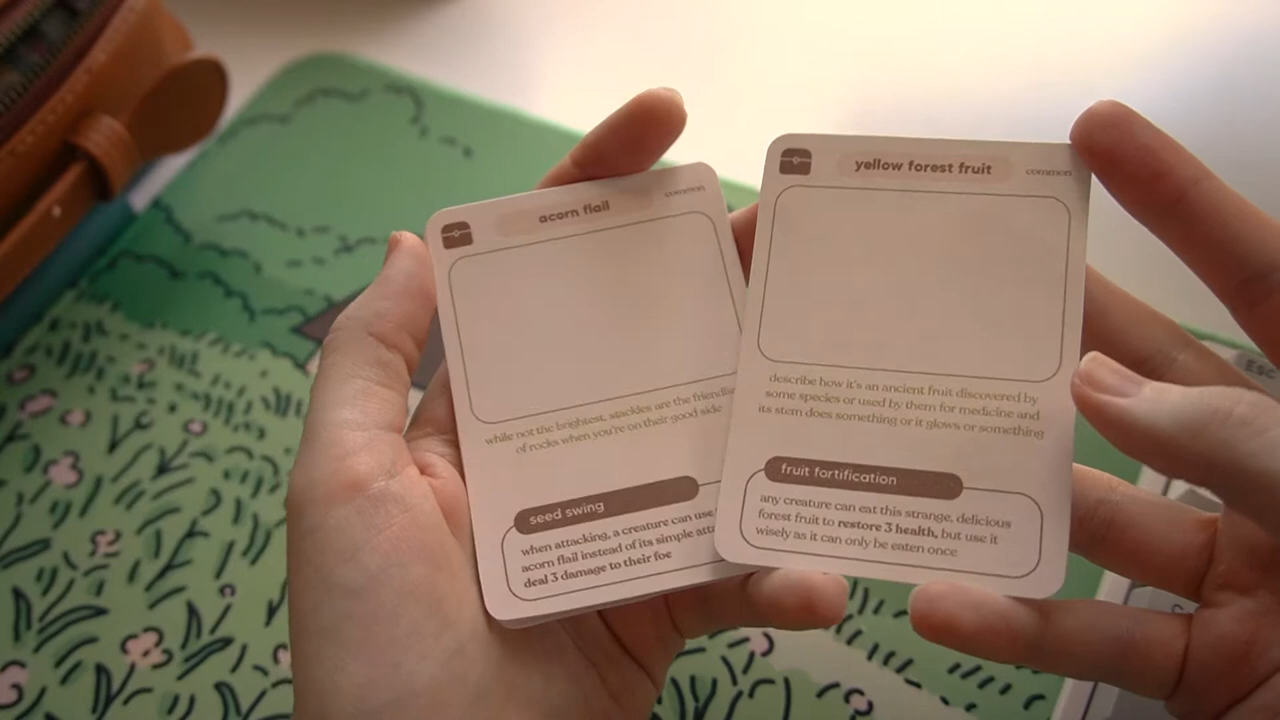 acorn flail
common
while not the brightest, stackles are the
of rocks when you're on their good side
seed swing
when attacking, a creature can use
acorn flail instead of its simple
deal 3 damage to their foe
yellow forest fruit
common
describe how it's an ancient fruit discovered by
some species or used by them for medicine and
its stem does something or it glows or something
fruit fortification
any creature can eat this strange, delicious
forest fruit to restore 3 health, but use it
wisely as it can only be eaten once
ESC